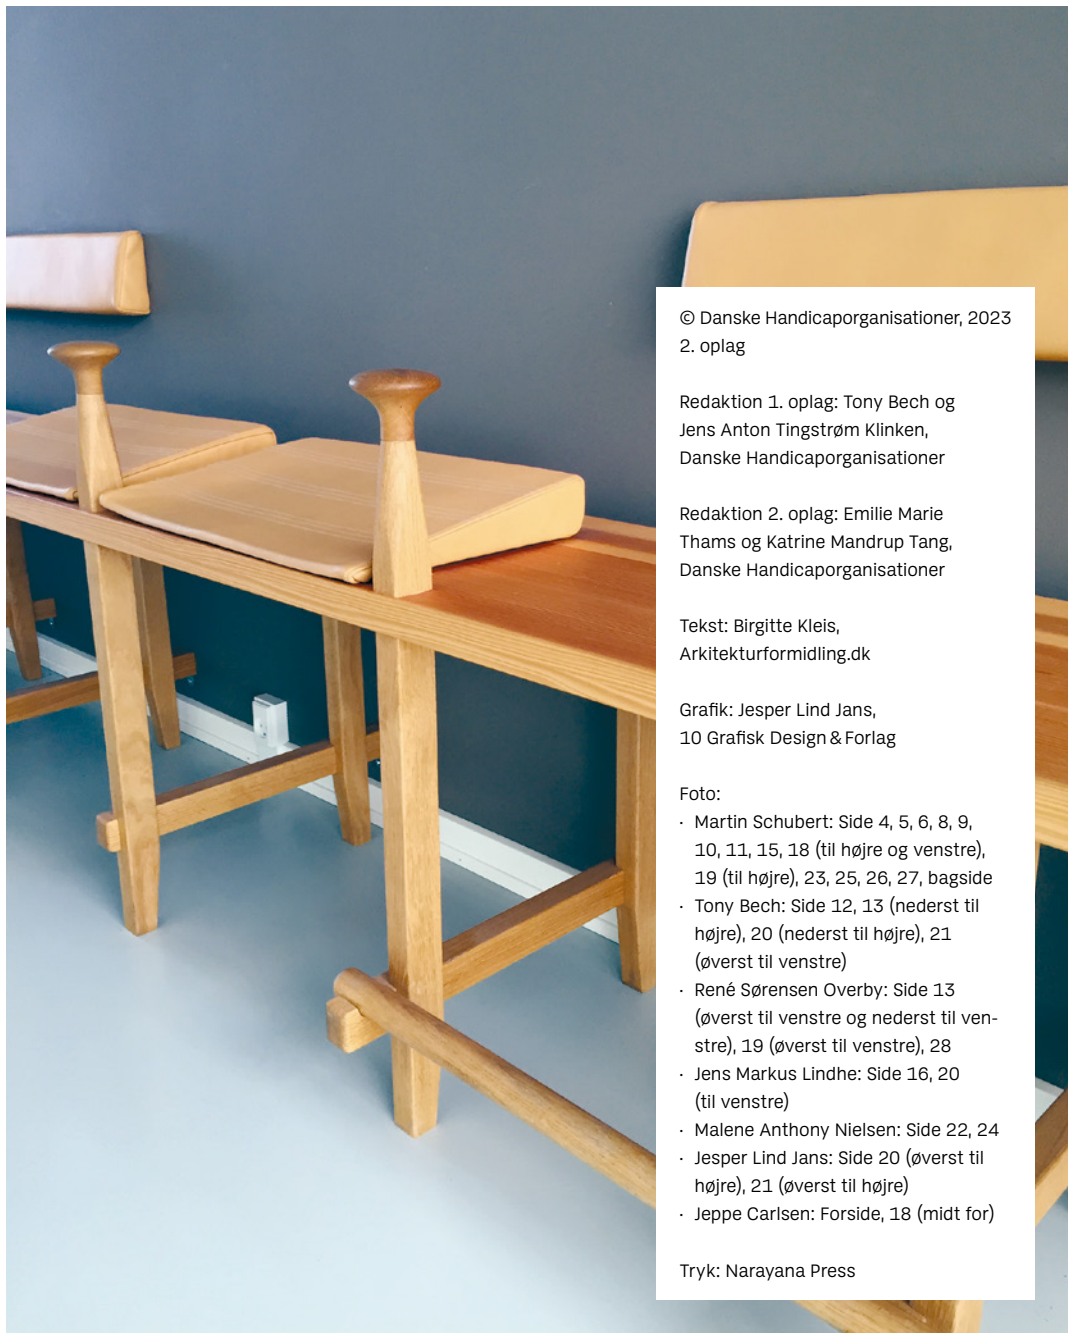 © Danske Handicaporganisationer, 2023
2. oplag
Redaktion 1. oplag: Tony Bech og
Jens Anton Tingstrøm Klinken,
Danske Handicaporganisationer
Redaktion 2. oplag: Emilie Marie
Thams og Katrine Mandrup Tang,
Danske Handicaporganisationer
Tekst: Birgitte Kleis,
Arkitekturformidling.dk
Grafik: Jesper Lind Jans,
10 Grafisk Design & Forlag
Foto:
· Martin Schubert: Side 4, 5, 6, 8, 9,
10, 11, 15, 18 (til højre og venstre),
19 (til højre), 23, 25, 26, 27, bagside
· Tony Bech: Side 12, 13 (nederst til
højre), 20 (nederst til højre), 21
(øverst til venstre)
· René Sørensen Overby: Side 13
(øverst til venstre og nederst til ven-
stre), 19 (øverst til venstre), 28
· Jens Markus Lindhe: Side 16, 20
(til venstre)
· Malene Anthony Nielsen: Side 22, 24
· Jesper Lind Jans: Side 20 (øverst til
højre), 21 (øverst til højre)
· Jeppe Carlsen: Forside, 18 (midt for)
Tryk: Narayana Press